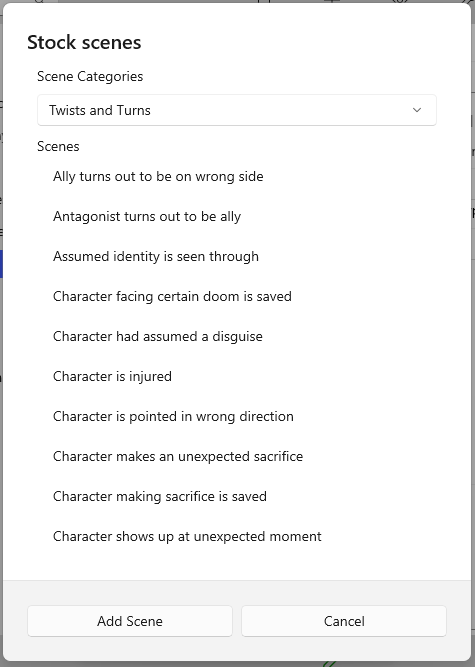 Stock scenes
Scene Categories
Twists and Turns
Scenes
Ally turns out to be on wrong side
Antagonist turns out to be ally
Assumed identity is seen through
Character facing certain doom is saved
Character had assumed a disguise
Character is injured
Character is pointed in wrong direction
Character makes an unexpected sacrifice
Character making sacrifice is saved
Character shows up at unexpected moment
Add Scene
Cancel